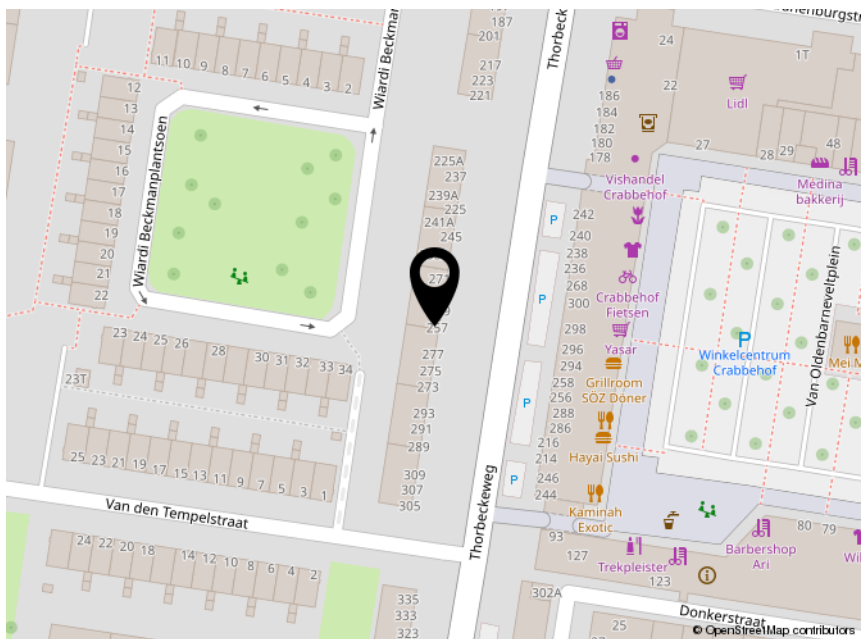 187
201
217
223
221
Thorbeck
Wiardi Beckman
11 10 9 8 7 6 5 4 3 2
12
13
14
15
16
17
18
19
20
21
22
Wiardi Beckmanplantsoen
225A
237
239A
225
241A
245
271
257
277
275
273
293
291
289
309
307
305
24
22
1T
Lidl
186
184
182
180
178
27
28
29
48
Medina
bakkerij
Vishandel
Crabbehof
242
240
238
236
268
300
298
296
294
258
256
288
286
216
214
246
244
Crabbehof
Fietsen
Yasar
Grillroom
SÖZ Döner
Hayai Sushi
Kaminah
Exotic
P
P
P
P
P
Winkelcentrum
Crabbehof
Van Oldenbarneveltplein
Mei M
23 24 25 26 28 30 31 32 33 34
23T
25 23 21 19 17 15 13 11 9 7 5 3 1
Van den Tempelstraat
Thorbeckeweg
24 22 20 18 14 12 10 8 6 4 2
335
333
323
93
127
Trekpleister
123
Barbershop
Ari
80 79
Wil
302A
25
Donkerstraat
© OpenStreetMap contributors